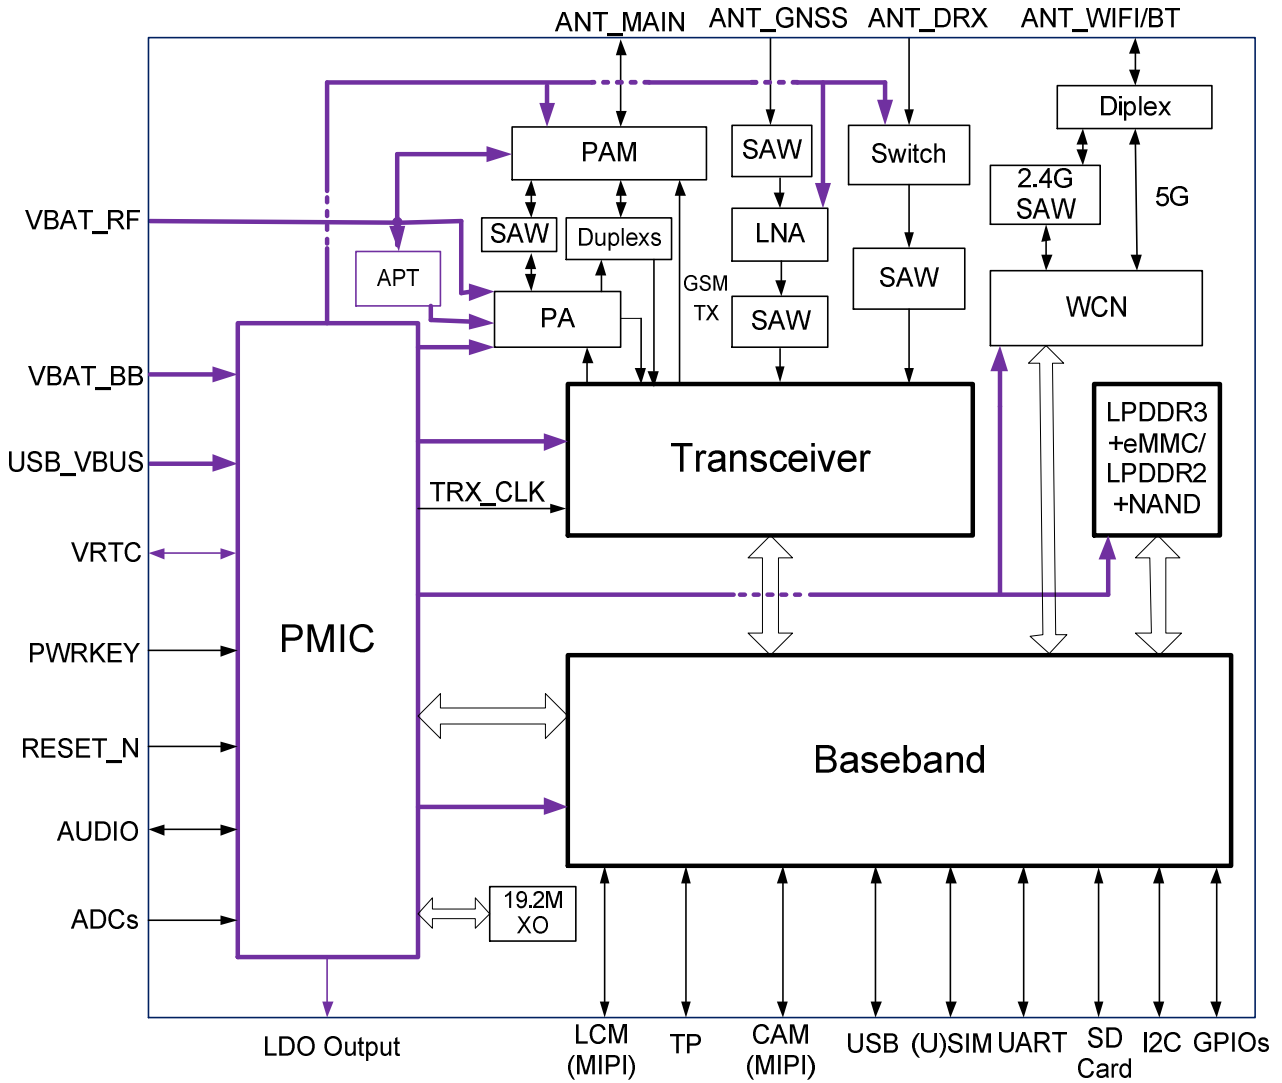 ANT_MAIN
ANT_GNSS
ANT_DRX
ANT_WIFI/BT
Diplex
PAM
SAW
Switch
2.4G
SAW
5G
VBAT_RF
SAW
Duplexs
LNA
APT
GSM
TX
SAW
PA
SAW
WCN
VBAT_BB
LPDDR3
+eMMC/
LPDDR2
+NAND
USB_VBUS
Transceiver
TRX_CLK
VRTC
PMIC
PWRKEY
RESET_N
Baseband
AUDIO
ADCs
19.2M
XO
LDO Output
LCM
(MIPI)
TP
CAM
(MIPI)
USB
(U)SIM
UART
SD
Card
I2C
GPIOs